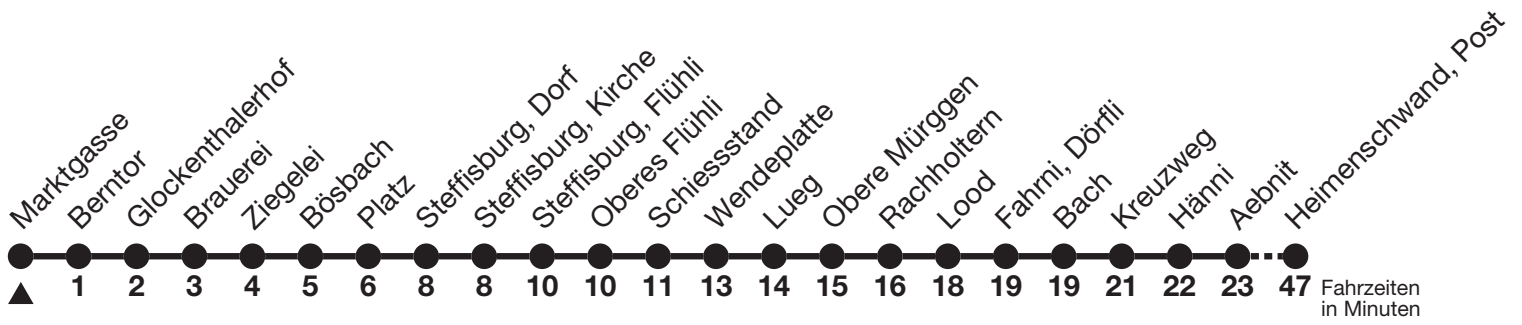 Marktgasse
Berntor
Glockenthalerhof
Brauerei
Ziegelei
Bösbach
Platz
Steffisburg, Dorf
Steffisburg, Kirche
Steffisburg, Flühli
Oberes Flühli
Schiessstand
Wendeplatte
Lueg
Obere Mürggen
Rachholtern
Lood
Fahrni, Dörfli
Bach
Kreuzweg
Hänni
Aebnit
Heimenschwand, Post
1 2 3 4 5 6 8 8 10 10 11 13 14 15 16 18 19 19 21 22 23 47
Fahrzeiten
in Minuten